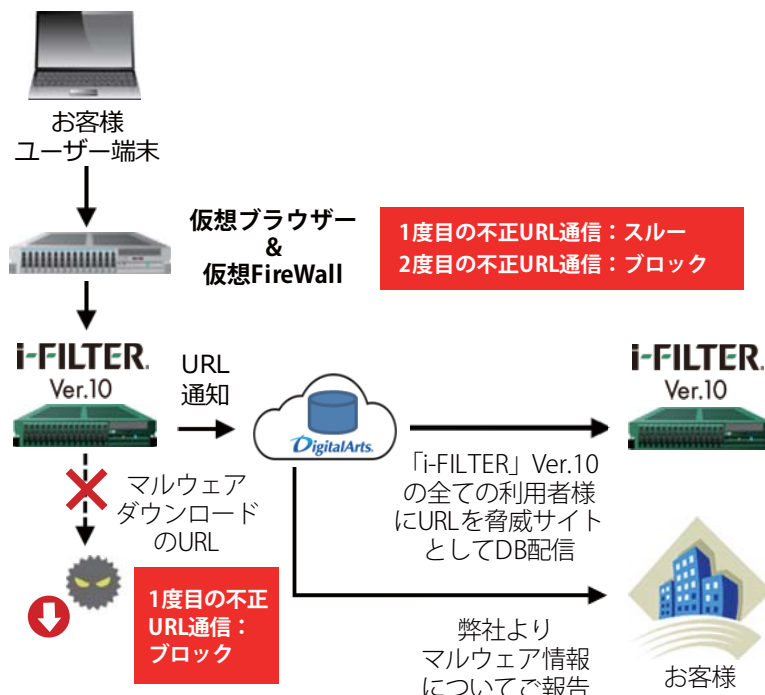 お客様
ユーザー端末
仮想ブラウザー
&
仮想FireWall
1度目の不正URL通信：スルー
2度目の不正URL通信：ブロック
i-FILTER.
Ver.10
URL
通知
DigitalArts.
i-FILTER.
Ver.10
マルウェア
ダウンロード
のURL
「i-FILTER」Ver.10
の全ての利用者様
にURLを脅威サイト
としてDB配信
1度目の不正
URL通信：
ブロック
弊社より
マルウェア情報
についてご報告
お客様